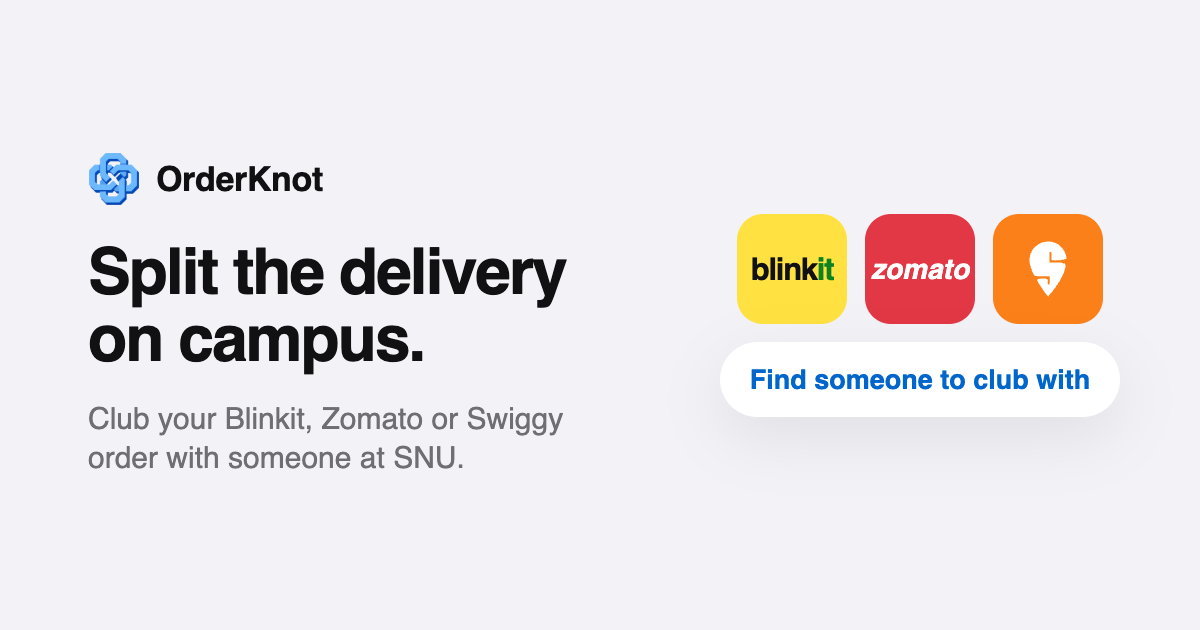 OrderKnot
Split the delivery
on campus.
Club your Blinkit, Zomato or Swiggy
order with someone at SNU.
blinkit
zomato
Find someone to club with